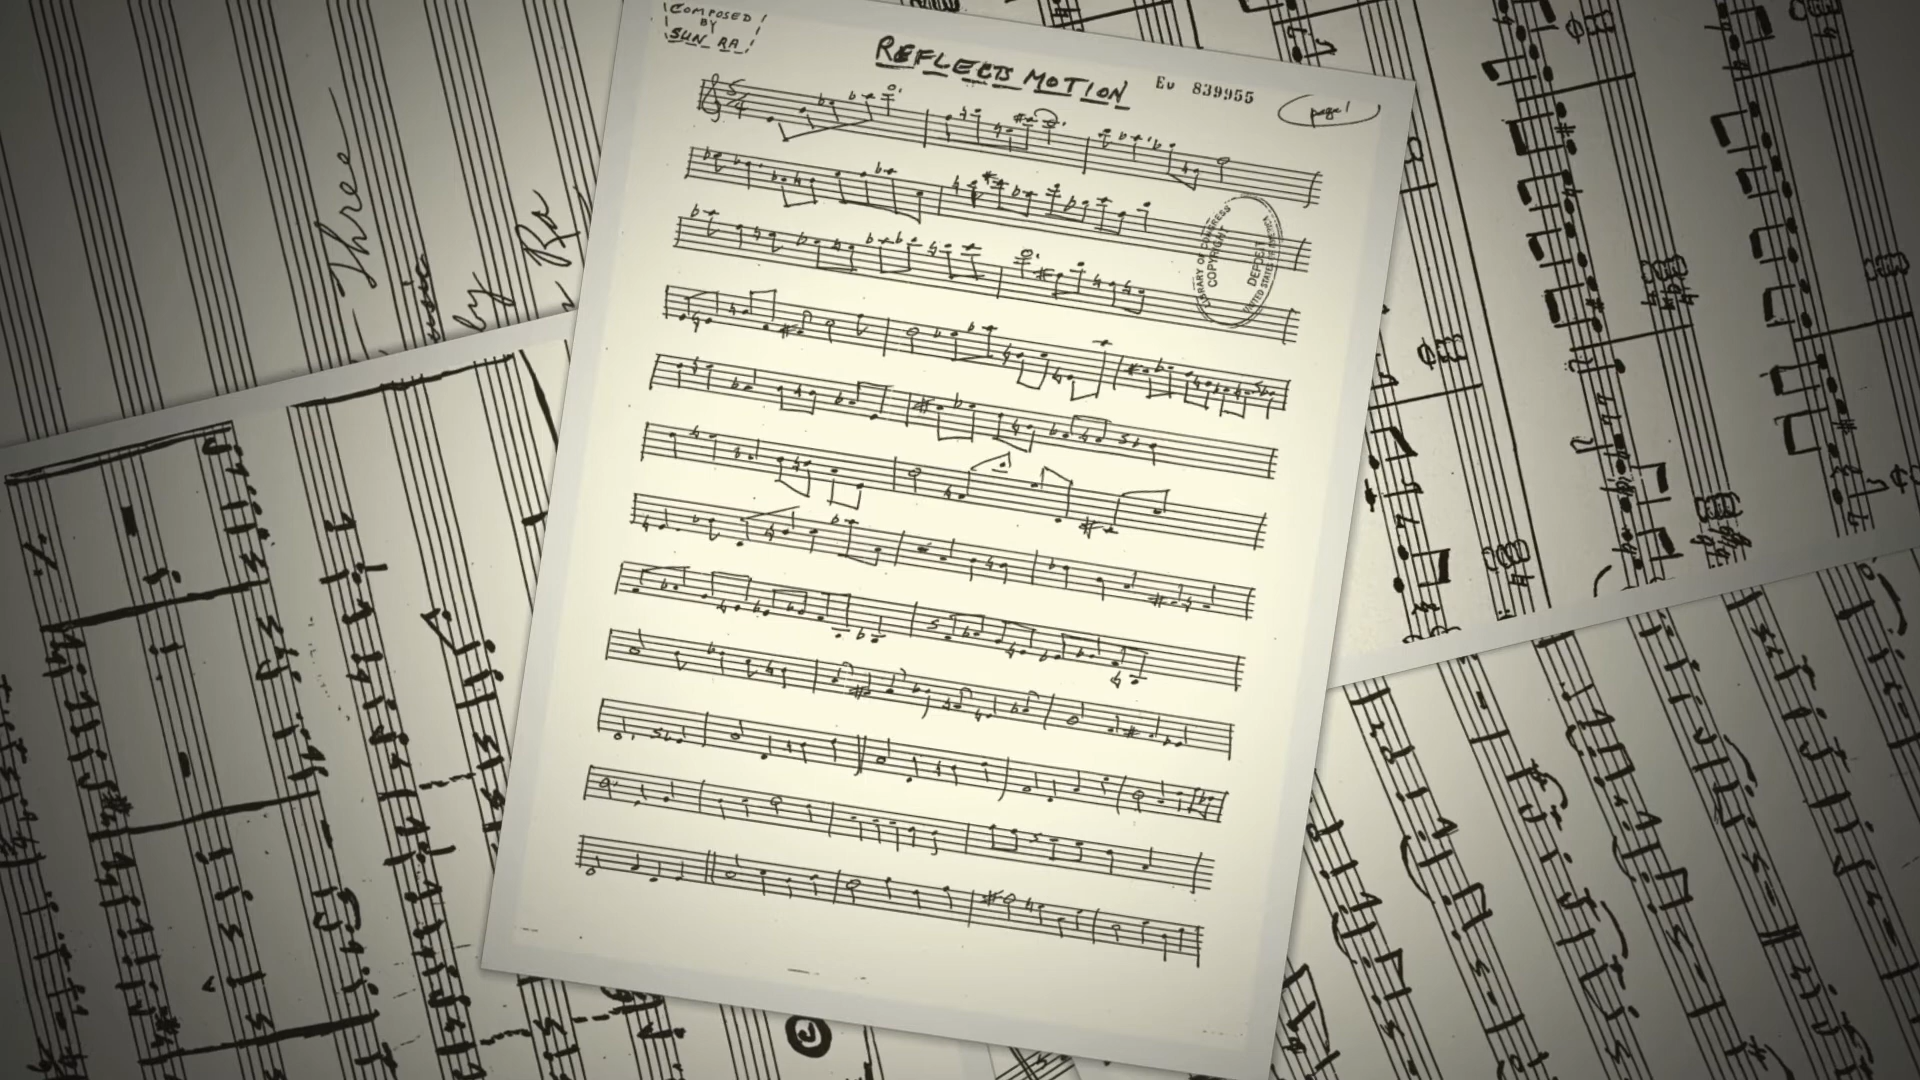 COMPOSED
BY
SUN RA
REFLECTS MOTION
Eu 839955
page 1
LIBRARY OF CONGRESS
COPYRIGHT
DEPOSIT
UNITED STATES OF AMERICA
Three
by
Ra